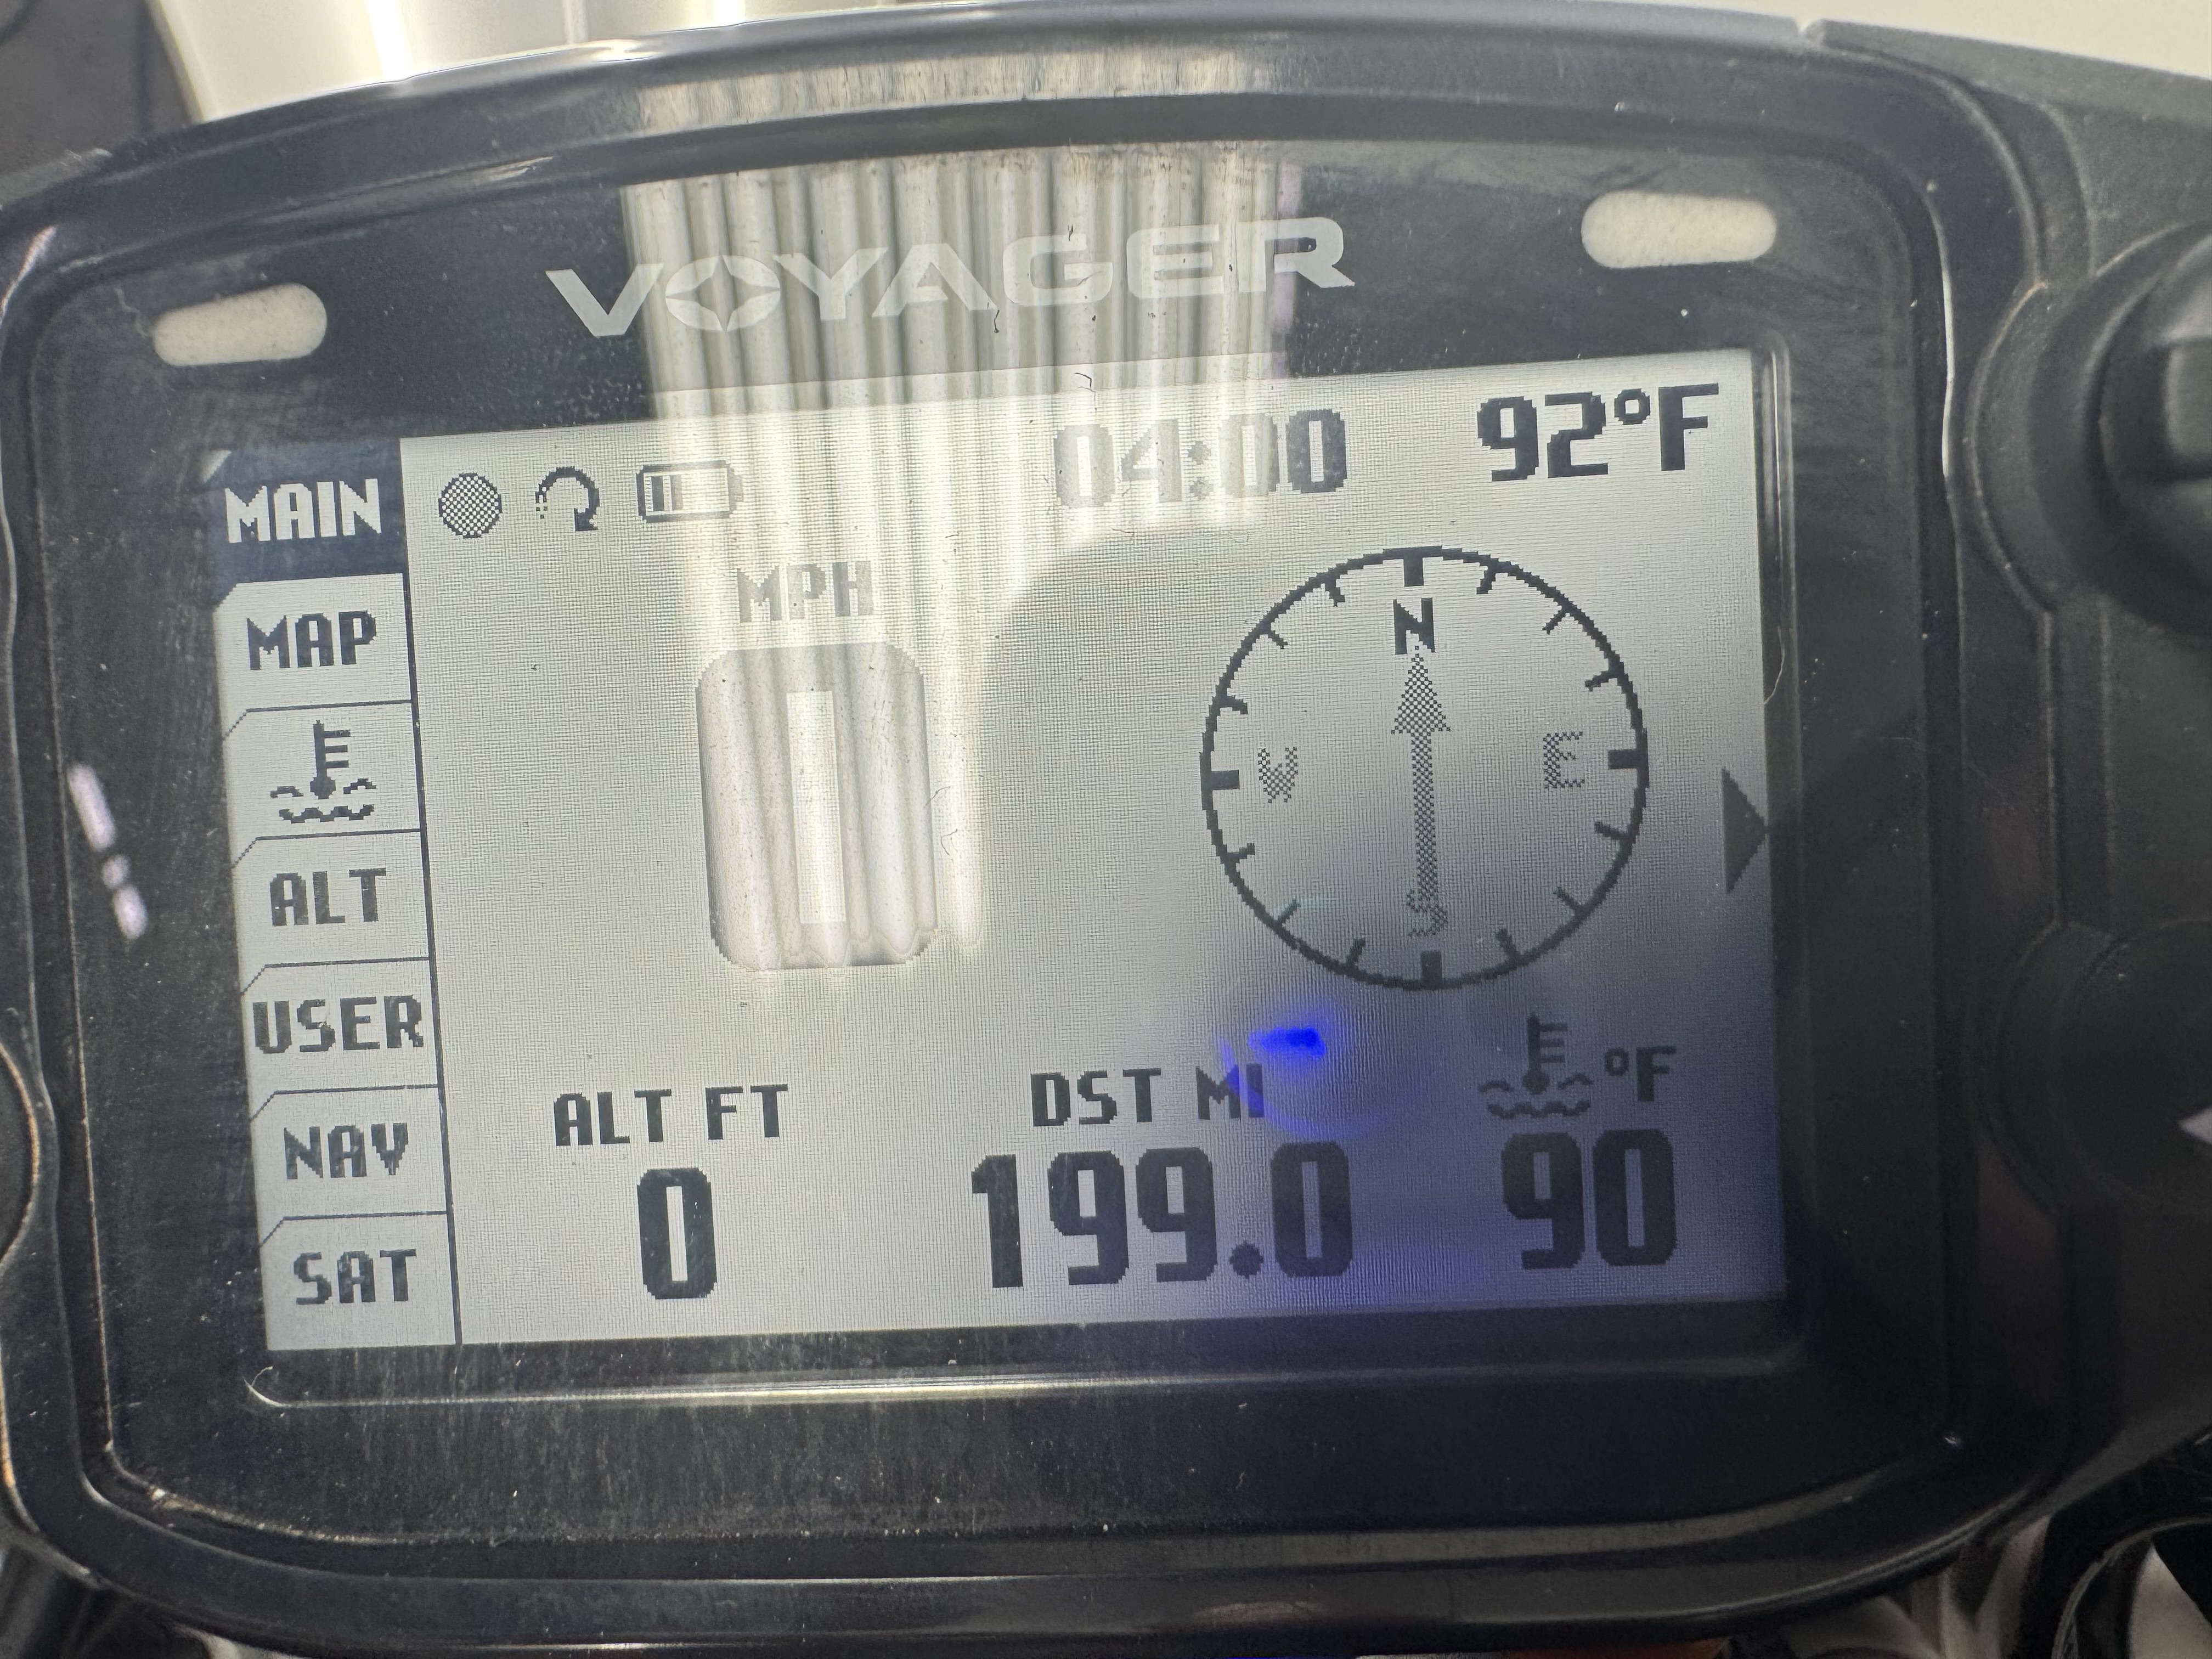 VOYAGER
MAIN
04:00 92°F
MAP
MPH
0
N
W E
S
ALT
USER
NAV
SAT
ALT FT
0
DST MI
199.0
°F
90